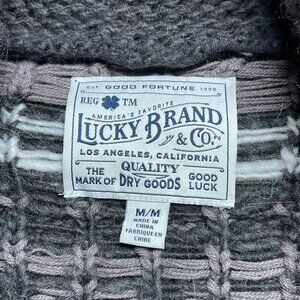 EST. GOOD FORTUNE 1990
REG ™
AMERICA'S FAVORITE
LUCKY BRAND
& Co.
LOS ANGELES, CALIFORNIA
QUALITY
THE MARK OF DRY GOODS GOOD LUCK
M/M
MADE IN
CHINA
FABRIQUE EN
CHINE